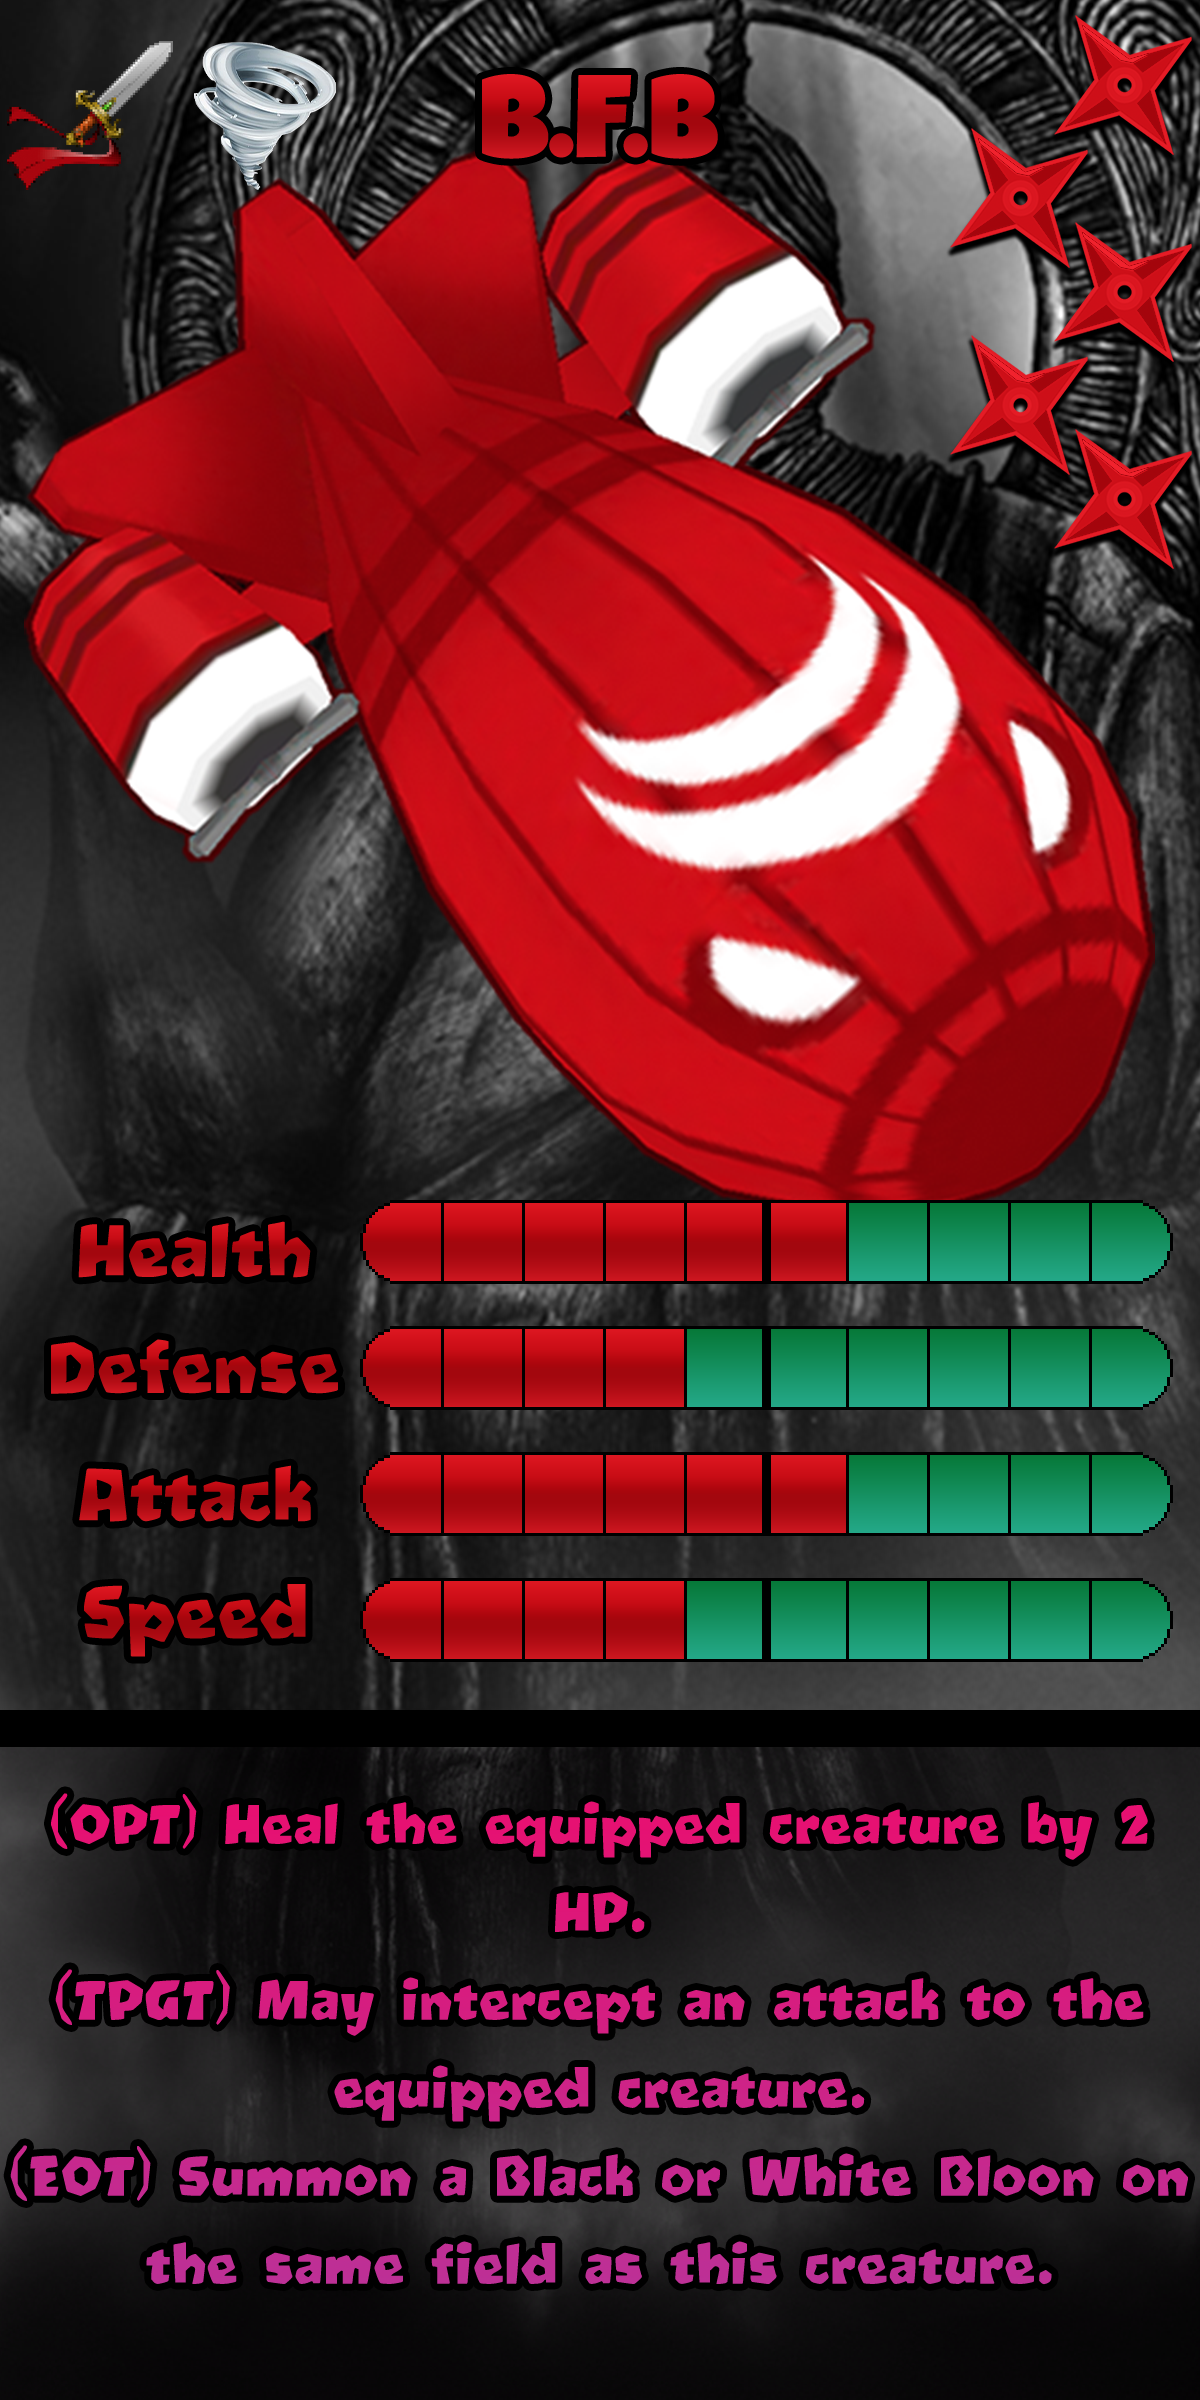 B.F.B
Health
Defense
Attack
Speed
(OPT) Heal the equipped creature by 2
HP.
(TPGT) May intercept an attack to the
equipped creature.
(EOT) Summon a Black or White Bloon on
the same field as this creature.